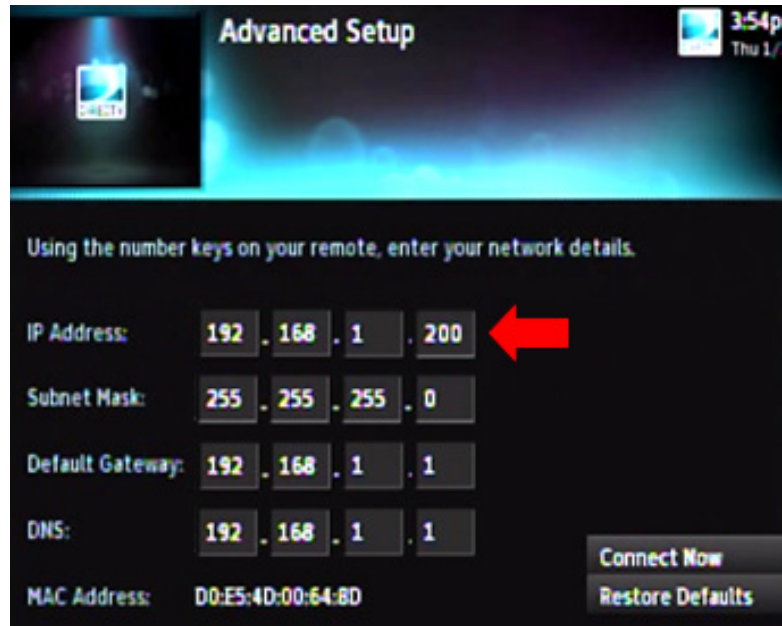 Advanced Setup
3:54p
Thu 1/
Using the number keys on your remote, enter your network details.
IP Address: 192 . 168 . 1 . 200
Subnet Mask: 255 . 255 . 255 . 0
Default Gateway: 192 . 168 . 1 . 1
DNS: 192 . 168 . 1 . 1
Connect Now
MAC Address: D0:E5:4D:00:64:8D
Restore Defaults